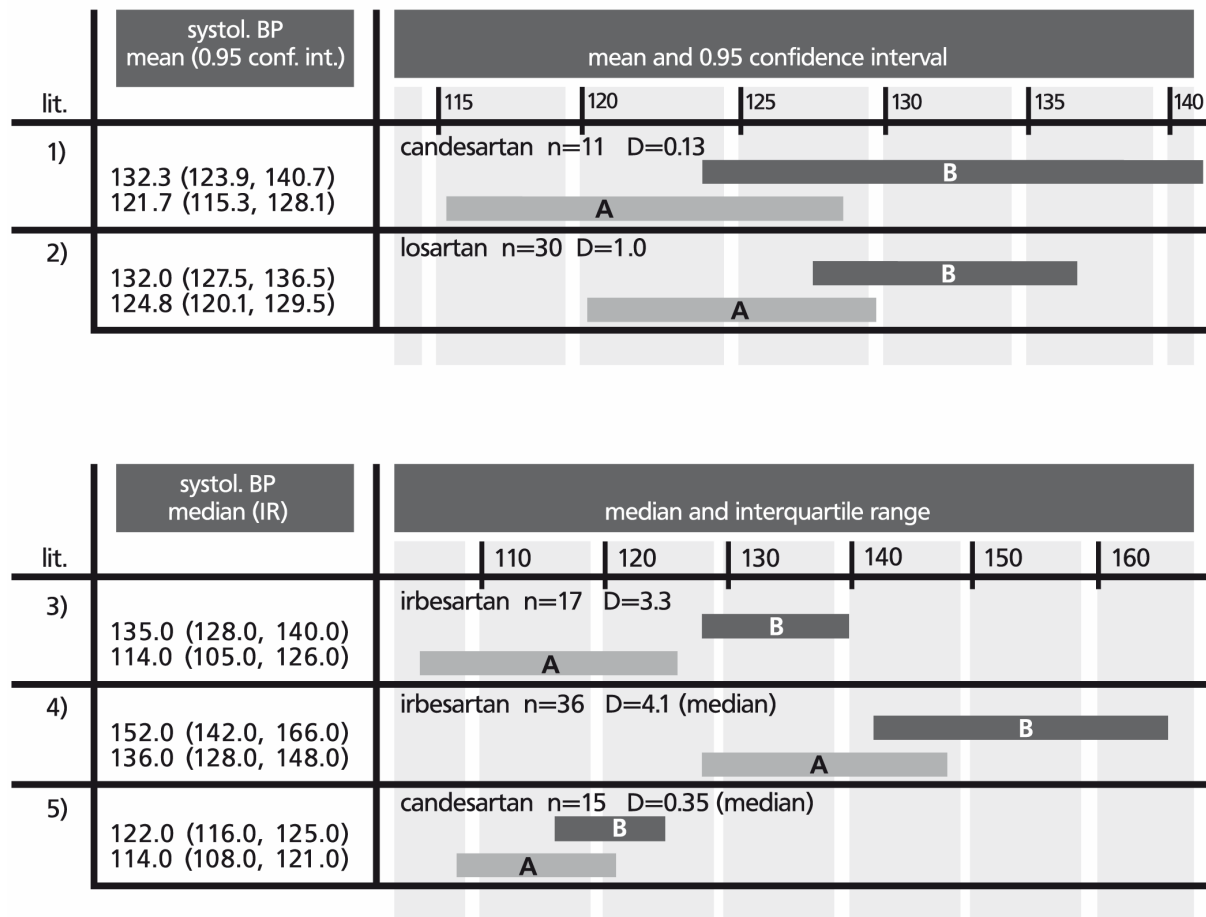 systol. BP
mean (0.95 conf. int.)
mean and 0.95 confidence interval
lit.
115 120 125 130 135 140
1)
candesartan n=11 D=0.13
132.3 (123.9, 140.7)
B
121.7 (115.3, 128.1)
A
2)
losartan n=30 D=1.0
132.0 (127.5, 136.5)
B
124.8 (120.1, 129.5)
A
systol. BP
median (IR)
median and interquartile range
lit.
110 120 130 140 150 160
3)
irbesartan n=17 D=3.3
135.0 (128.0, 140.0)
B
114.0 (105.0, 126.0)
A
4)
irbesartan n=36 D=4.1 (median)
152.0 (142.0, 166.0)
B
136.0 (128.0, 148.0)
A
5)
candesartan n=15 D=0.35 (median)
122.0 (116.0, 125.0)
B
114.0 (108.0, 121.0)
A